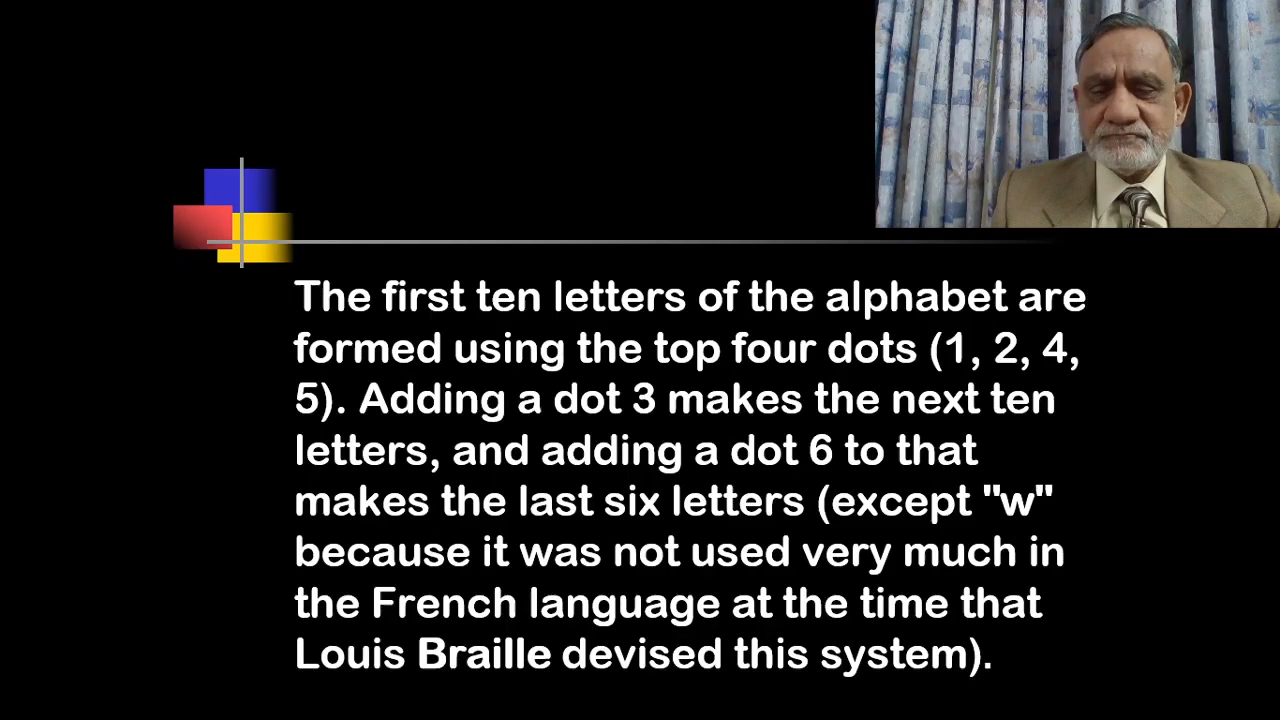 The first ten letters of the alphabet are
formed using the top four dots (1, 2, 4,
5). Adding a dot 3 makes the next ten
letters, and adding a dot 6 to that
makes the last six letters (except "w"
because it was not used very much in
the French language at the time that
Louis Braille devised this system).